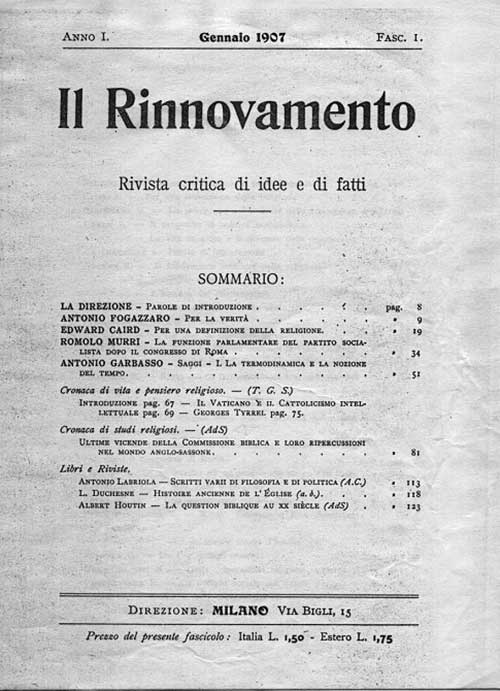 ANNO I. Gennaio 1907 FASC. 1.
Il Rinnovamento
Rivista critica di idee e di fatti
SOMMARIO:
LA DIREZIONE - PAROLE DI INTRODUZIONE . . . . . pag. 8
ANTONIO FOGAZZARO - PER LA VERITÀ . . . . . . . » 9
EDWARD CAIRD - PER UNA DEFINIZIONE DELLA RELIGIONE. . . . » 19
ROMOLO MURRI - LA FUNZIONE PARLAMENTARE DEL PARTITO SOCIA-
LISTA DOPO IL CONGRESSO DI ROMA . . . . . . . » 34
ANTONIO GARBASSO - SAGGI - I. LA TERMODINAMICA E LA NOZIONE
DEL TEMPO. . . . . . . . . . . » 51
Cronaca di vita e pensiero religioso. — (T. G. S.)
INTRODUZIONE pag. 67 — IL VATICANO E IL CATTOLICISMO INTEL-
LETTUALE pag. 69 — GEORGES TYRREL pag. 75.
Cronaca di studi religiosi. — (AdS)
ULTIME VICENDE DELLA COMMISSIONE BIBLICA E LORO RIPERCUSSIONI
NEL MONDO ANGLO-SASSONE. . . . . . . . » 81
Libri e Riviste.
ANTONIO LABRIOLA — SCRITTI VARII DI FILOSOFIA E DI POLITICA (A.C.) » 113
L. DUCHESNE — HISTOIRE ANCIENNE DE L' ÉGLISE (a. b.). . . » 118
ALBERT HOUTIN — LA QUESTION BIBLIQUE AU XX SIÈCLE (AdS) . » 123
DIREZIONE: MILANO VIA BIGLI, 15
Prezzo del presente fascicolo: Italia L. 1,50 - Estero L. 1,75